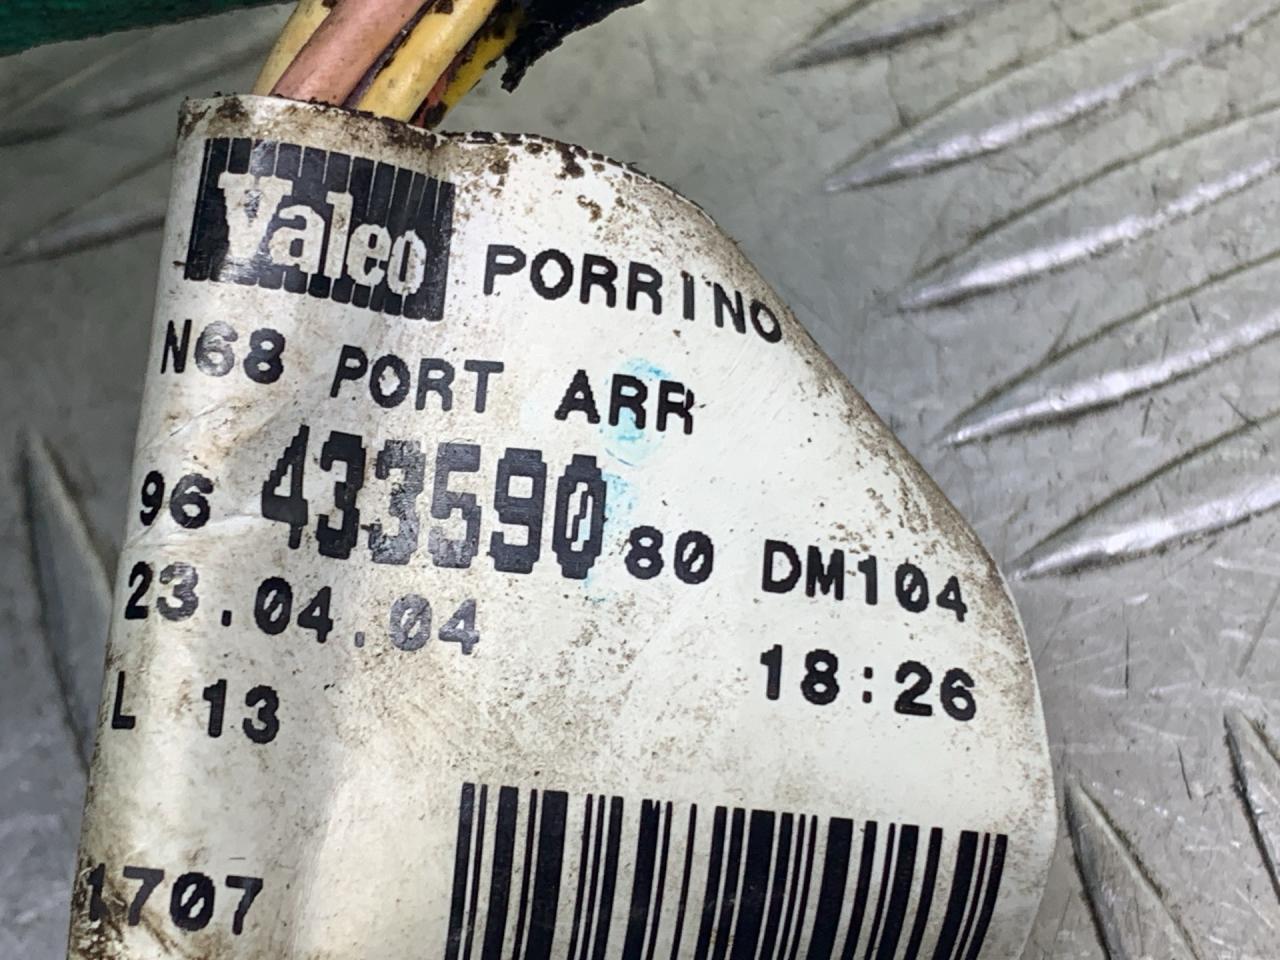 Valeo PORRINO
N68 PORT ARR
96 433590 80 DM104
23.04.04
18:26
L 13
1707